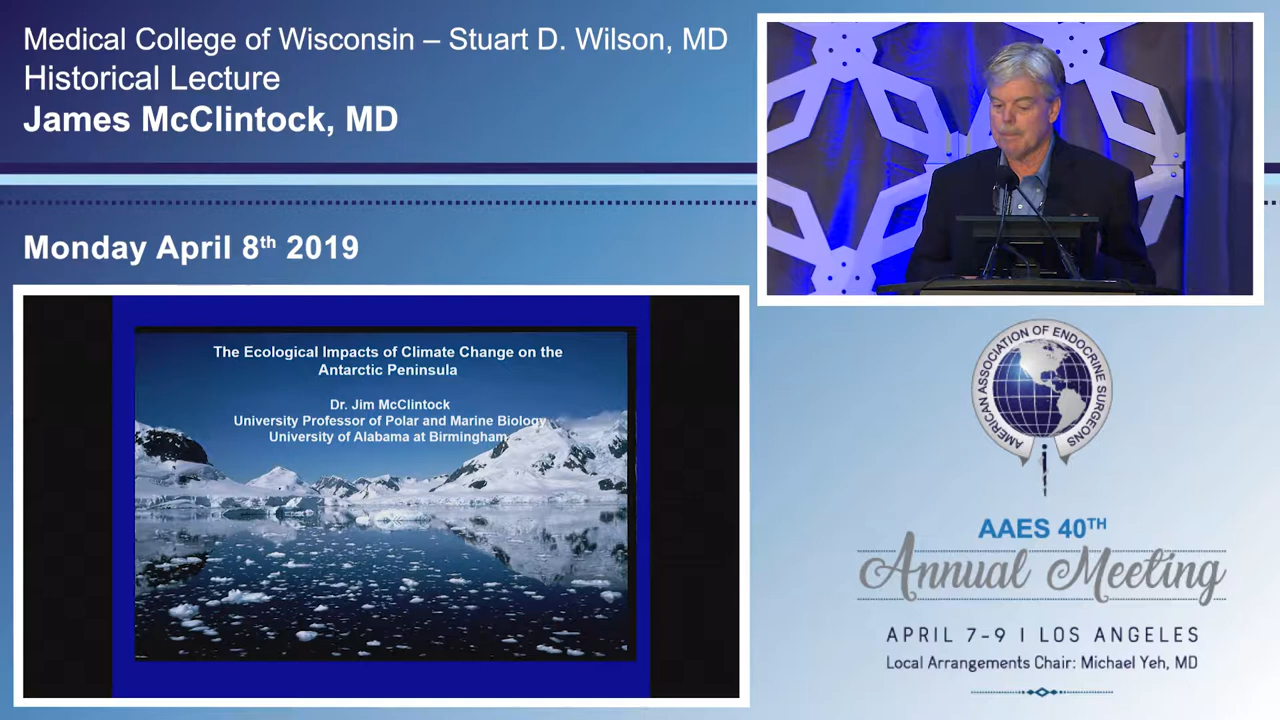 Medical College of Wisconsin – Stuart D. Wilson, MD
Historical Lecture
James McClintock, MD
Monday April 8th 2019
The Ecological Impacts of Climate Change on the
Antarctic Peninsula
Dr. Jim McClintock
University Professor of Polar and Marine Biology
University of Alabama at Birmingham
AMERICAN ASSOCIATION OF ENDOCRINE SURGEONS
AAES 40TH
Annual Meeting
APRIL 7-9 I LOS ANGELES
Local Arrangements Chair: Michael Yeh, MD